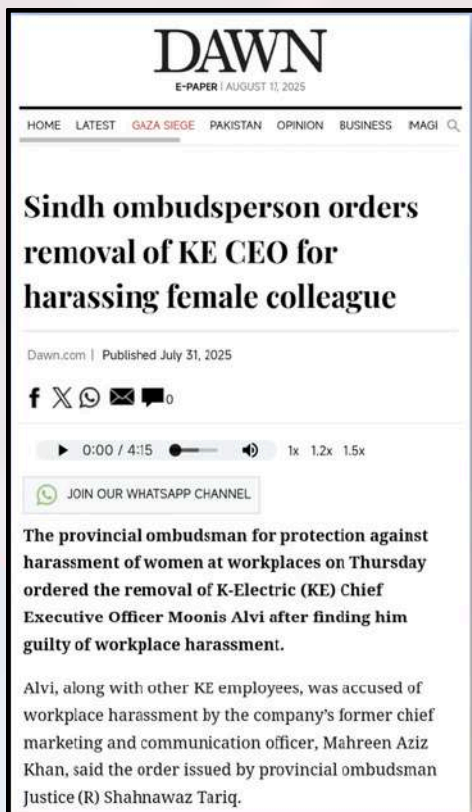 DAWN
E-PAPER | AUGUST 17, 2025
HOME LATEST GAZA SIEGE PAKISTAN OPINION BUSINESS IMAGI
Sindh ombudsperson orders
removal of KE CEO for
harassing female colleague
Dawn.com | Published July 31, 2025
0
0:00 / 4:15 1x 1.2x 1.5x
JOIN OUR WHATSAPP CHANNEL
The provincial ombudsman for protection against
harassment of women at workplaces on Thursday
ordered the removal of K-Electric (KE) Chief
Executive Officer Moonis Alvi after finding him
guilty of workplace harassment.
Alvi, along with other KE employees, was accused of
workplace harassment by the company's former chief
marketing and communication officer, Mahreen Aziz
Khan, said the order issued by provincial ombudsman
Justice (R) Shahnawaz Tariq.